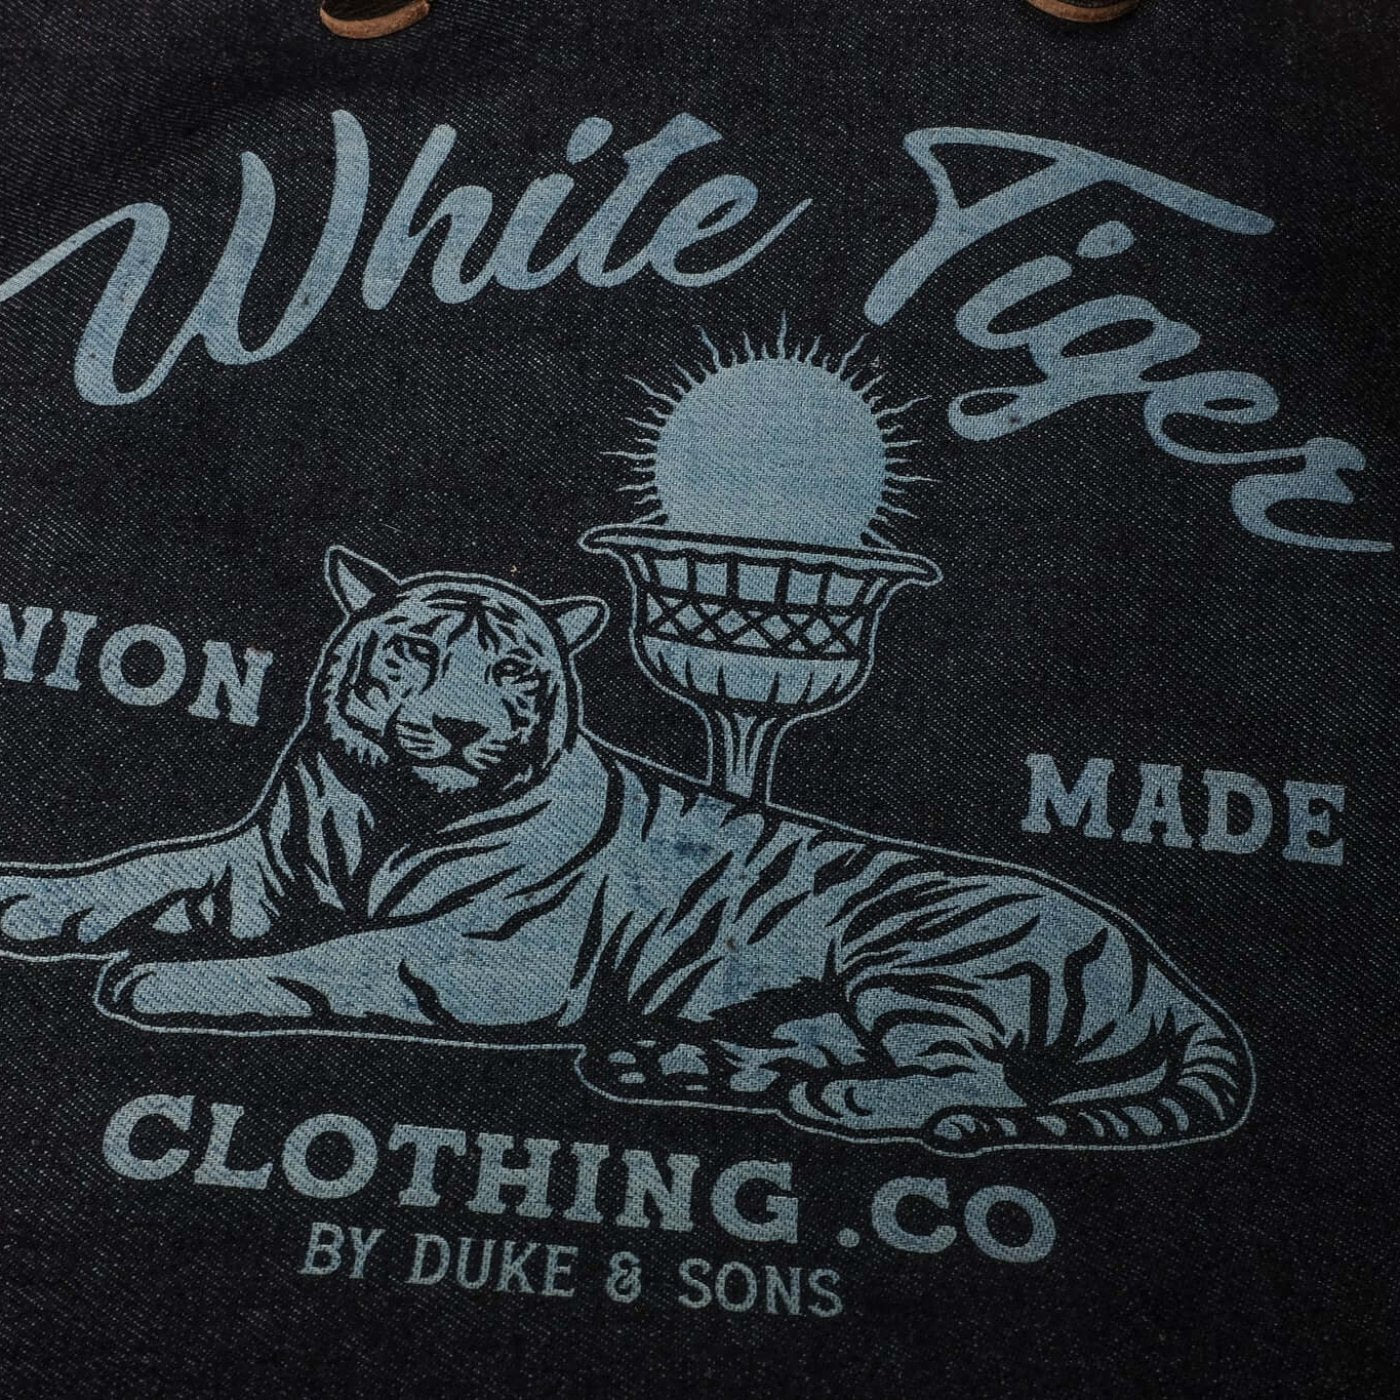 White Tiger
NION
MADE
CLOTHING .CO
BY DUKE & SONS